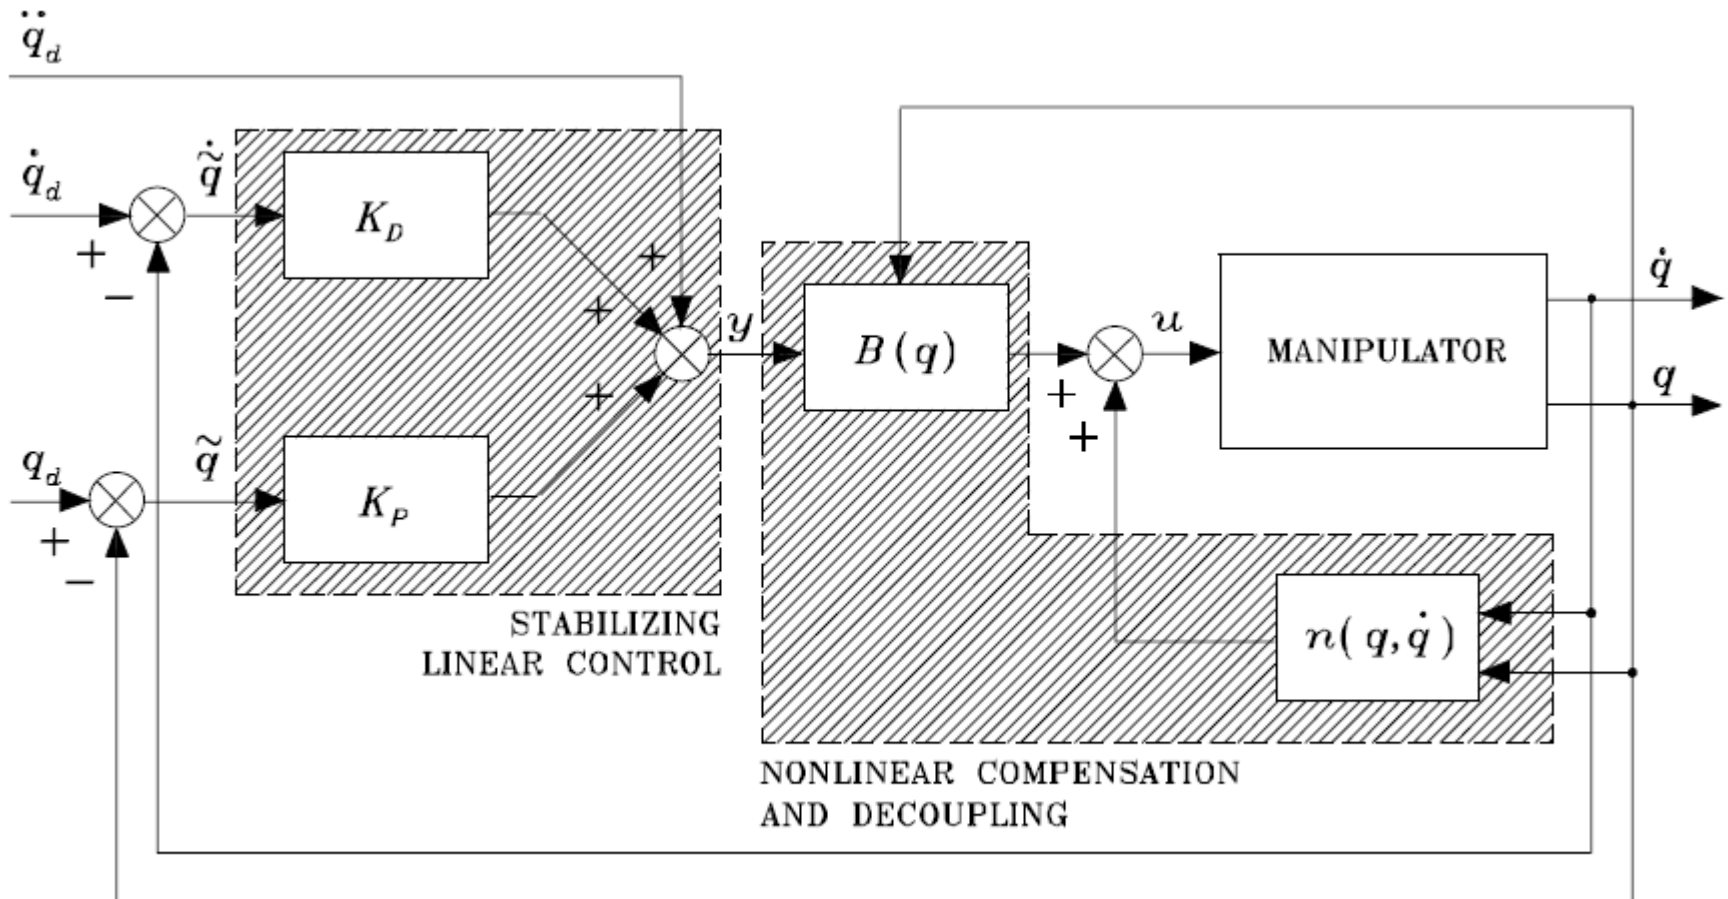 q̈_d
q̇_d
q̃̇
K_D
+
−
+
+
+
y
B(q)
+
+
u
MANIPULATOR
q̇
q
q_d
q̃
K_P
+
−
STABILIZING
LINEAR CONTROL
n(q, q̇)
NONLINEAR COMPENSATION
AND DECOUPLING